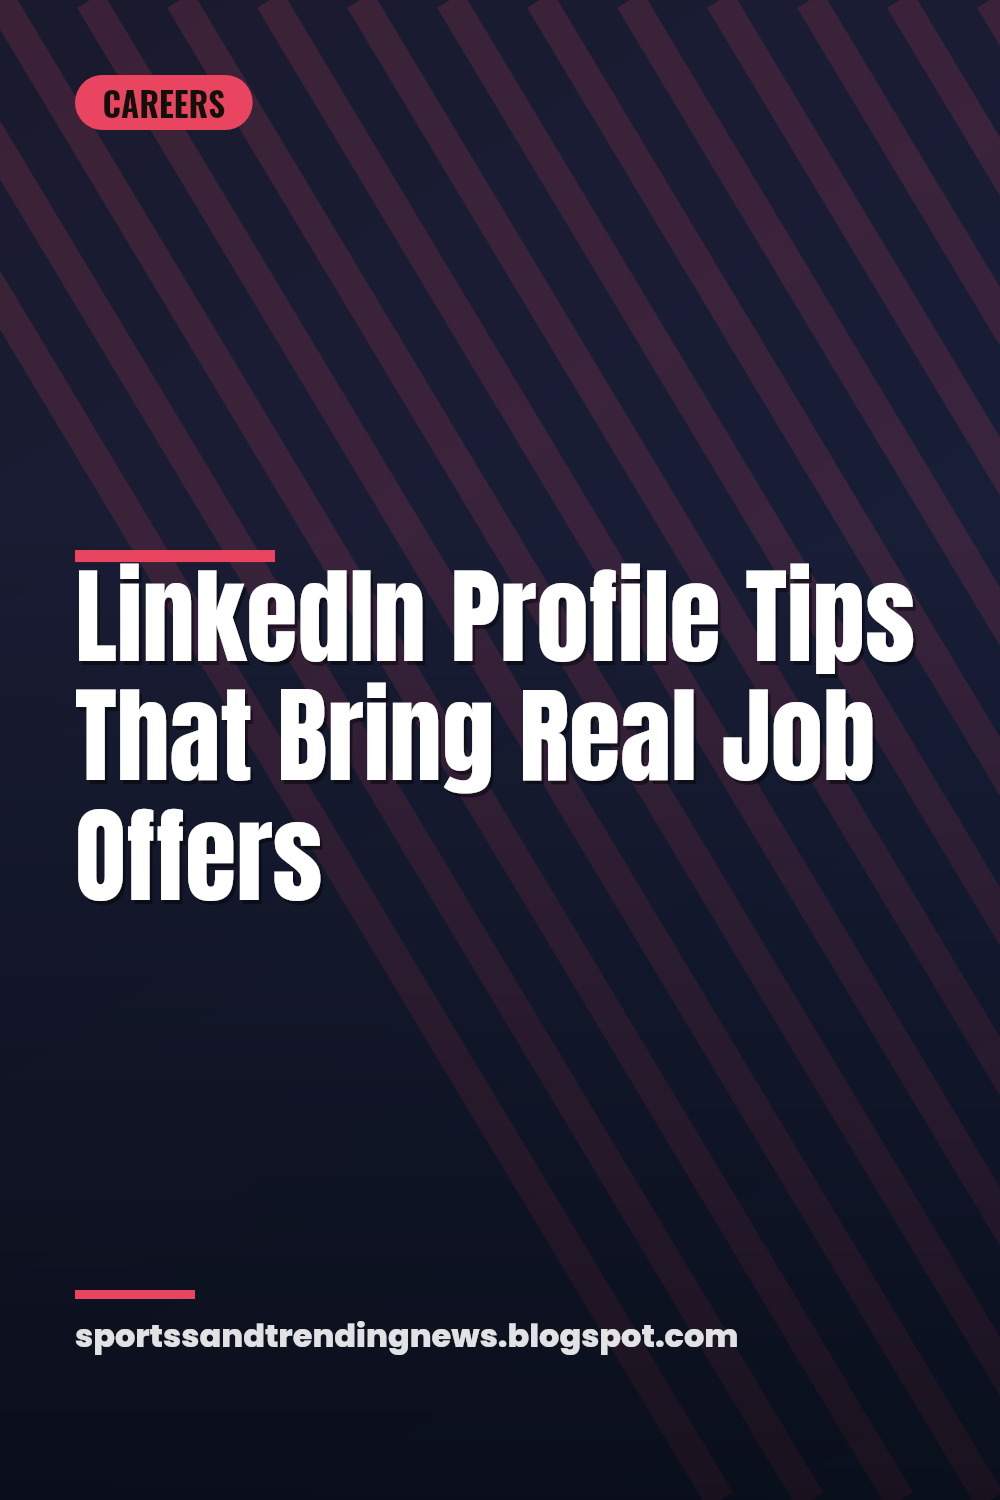 CAREERS
LinkedIn Profile Tips
That Bring Real Job
Offers
sportssandtrendingnews.blogspot.com